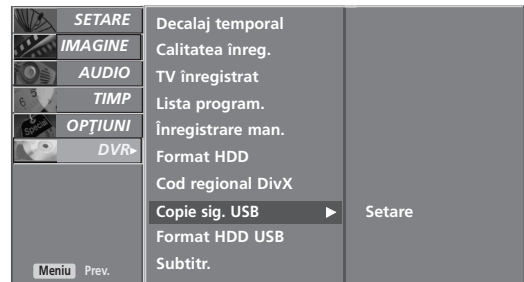 SETARE
IMAGINE
AUDIO
TIMP
OPŢIUNI
DVR
Meniu Prev.
Decalaj temporal
Calitatea înreg.
TV înregistrat
Lista program.
Înregistrare man.
Format HDD
Cod regional DivX
Copie sig. USB ► Setare
Format HDD USB
Subtitr.